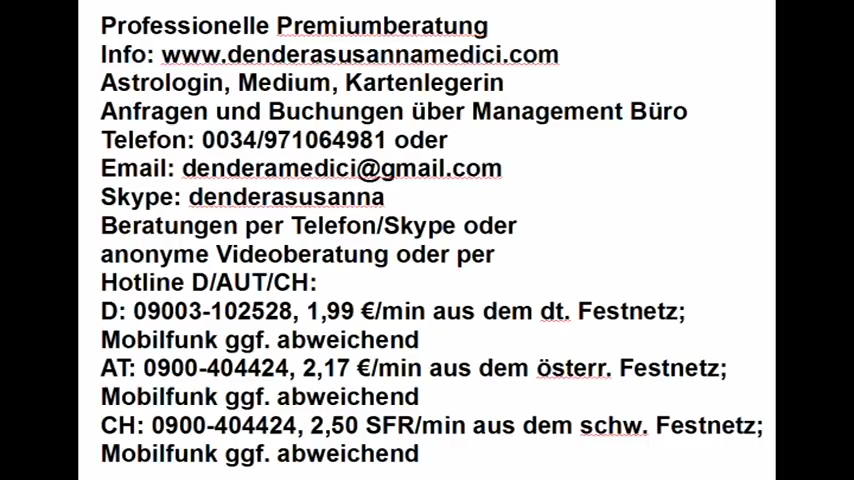 Professionelle Premiumberatung
Info: www.denderasusannamedici.com
Astrologin, Medium, Kartenlegerin
Anfragen und Buchungen über Management Büro
Telefon: 0034/971064981 oder
Email: denderamedici@gmail.com
Skype: denderasusanna
Beratungen per Telefon/Skype oder
anonyme Videoberatung oder per
Hotline D/AUT/CH:
D: 09003-102528, 1,99 €/min aus dem dt. Festnetz;
Mobilfunk ggf. abweichend
AT: 0900-404424, 2,17 €/min aus dem österr. Festnetz;
Mobilfunk ggf. abweichend
CH: 0900-404424, 2,50 SFR/min aus dem schw. Festnetz;
Mobilfunk ggf. abweichend